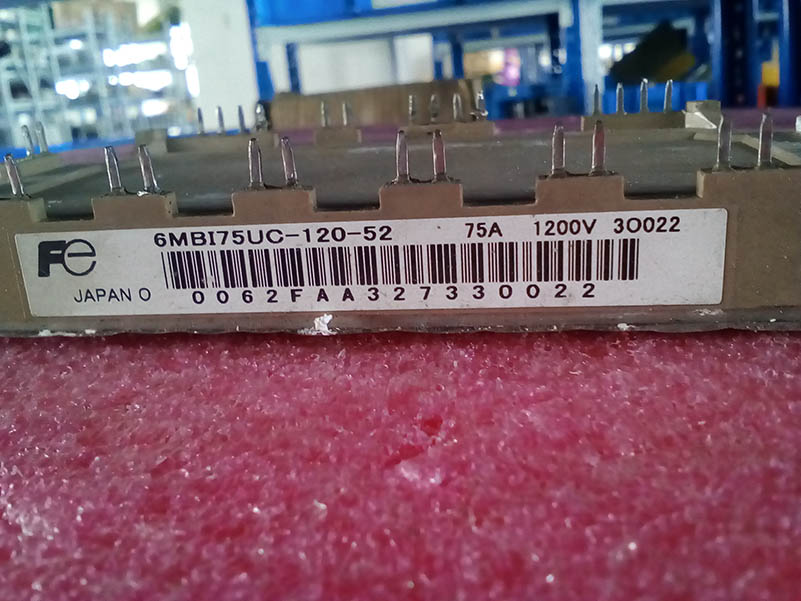 6MBI75UC-120-52 75A 1200V 3O022
Fe
JAPAN O
0062FAA327330022